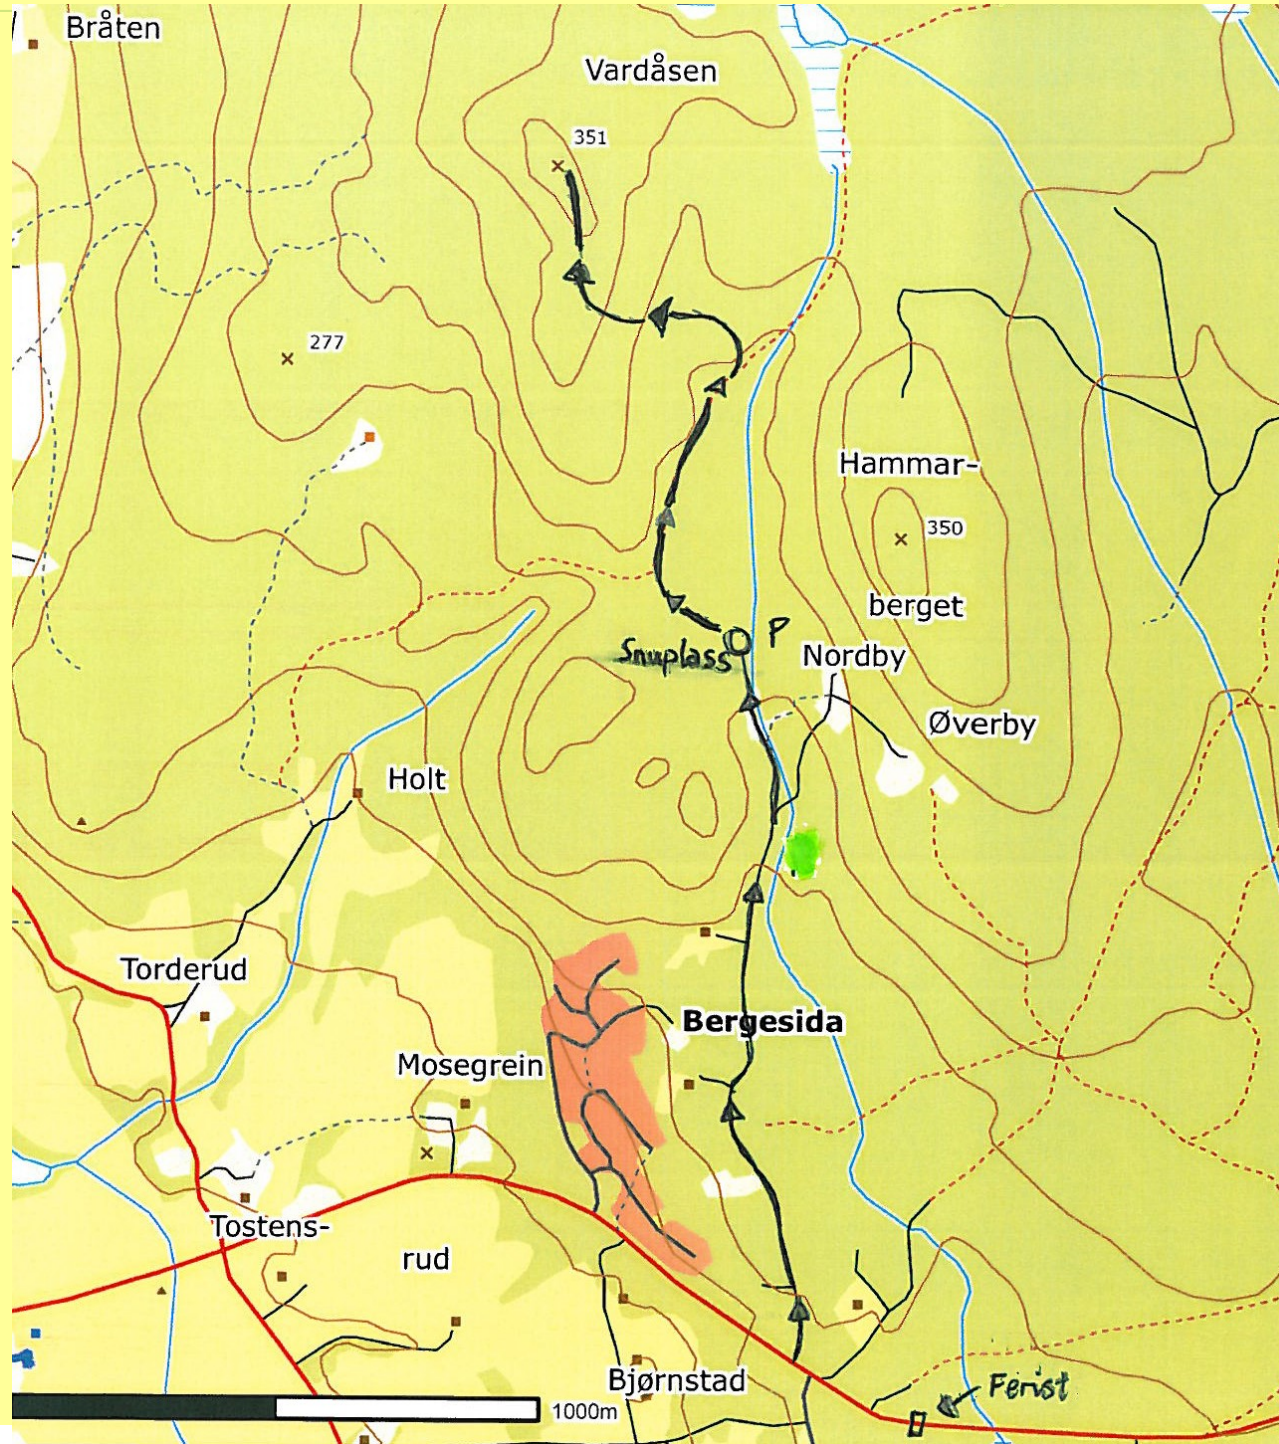 Bråten
Vardåsen
351
277
Hammar-
350
berget
P
Snuplass
Nordby
Øverby
Holt
Torderud
Bergesida
Mosegrein
Tostens-
rud
Bjørnstad
Ferist
1000m